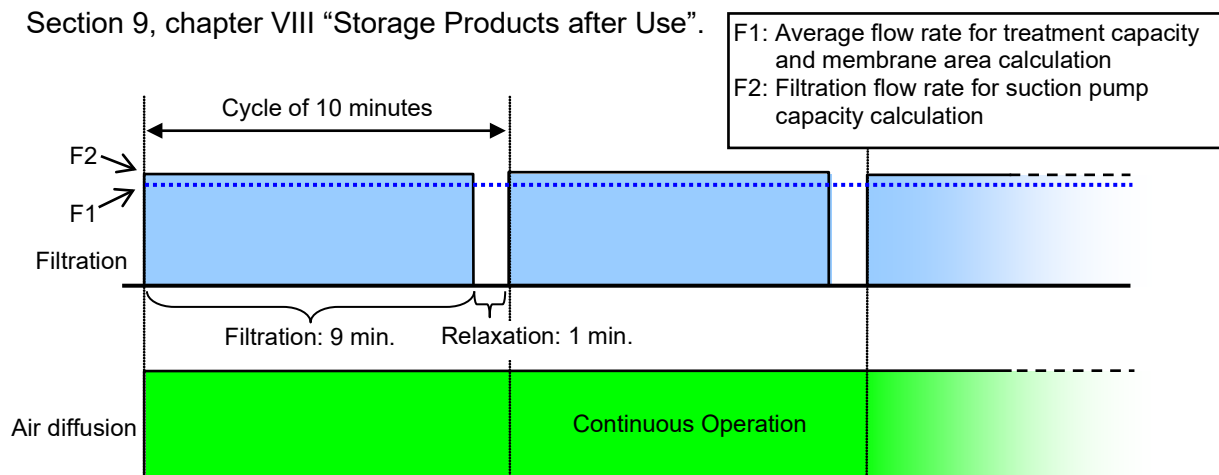 Section 9, chapter VIII “Storage Products after Use”.
F1: Average flow rate for treatment capacity
and membrane area calculation
F2: Filtration flow rate for suction pump
capacity calculation
Cycle of 10 minutes
F2
F1
Filtration
Filtration: 9 min.
Relaxation: 1 min.
Air diffusion
Continuous Operation